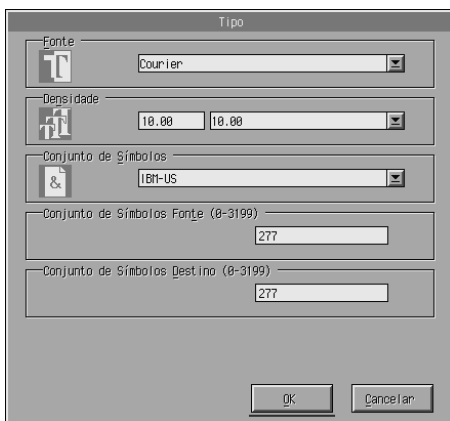 Tipo
Fonte
Courier
Densidade
10.00 10.00
Conjunto de Símbolos
IBM-US
Conjunto de Símbolos Fonte (0-3199)
277
Conjunto de Símbolos Destino (0-3199)
277
OK Cancelar